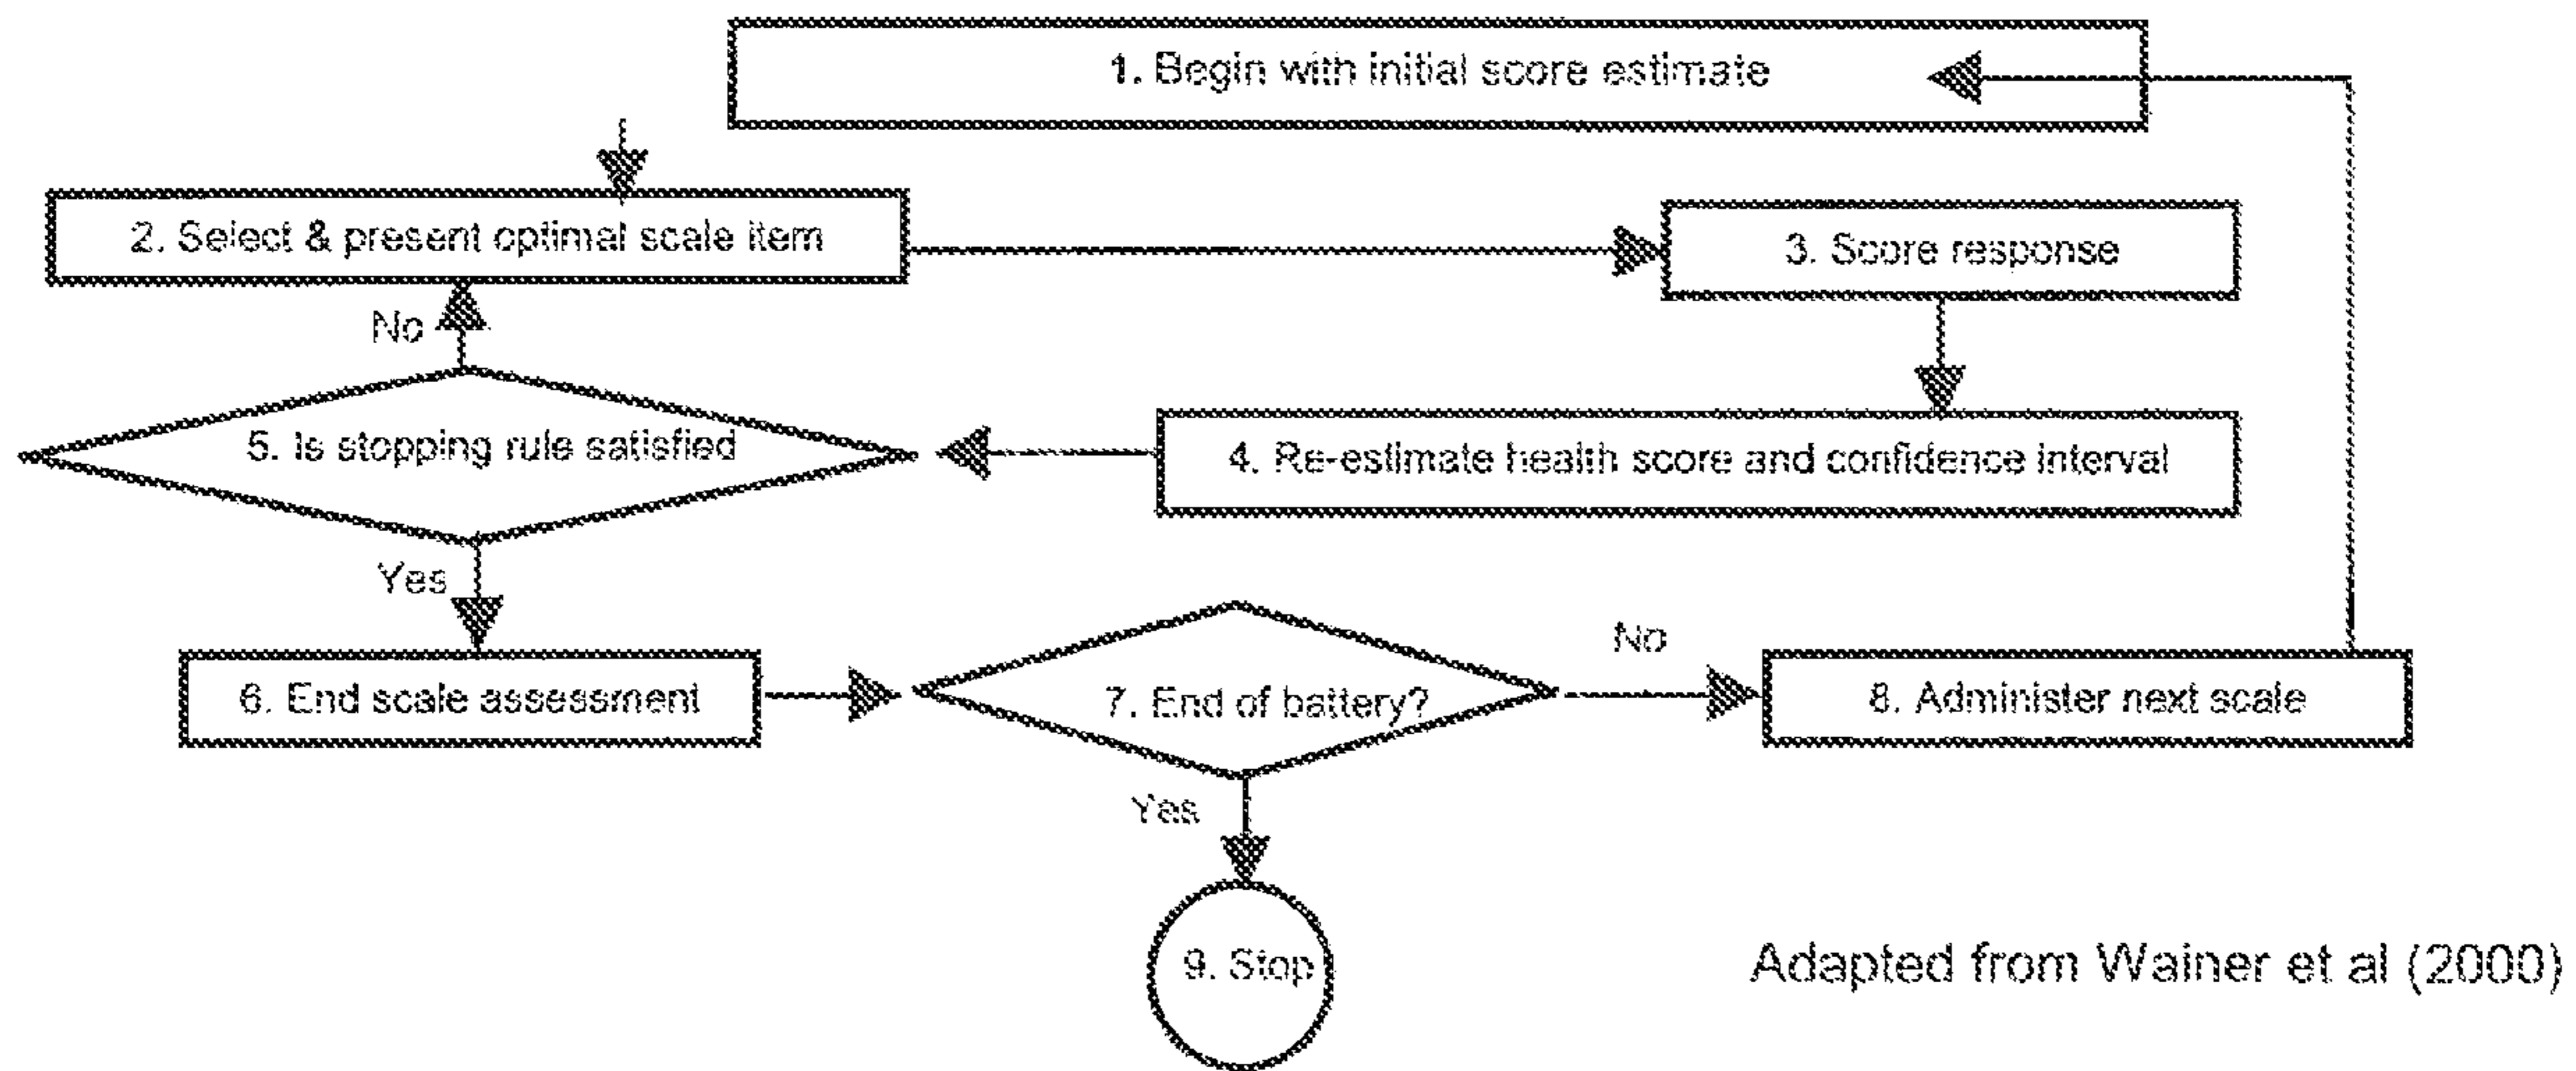 1. Begin with initial score estimate
2. Select & present optimal scale item
3. Score response
No
5. Is stopping rule satisfied
4. Re-estimate health score and confidence interval
Yes
6. End scale assessment
7. End of battery?
No
8. Administer next scale
Yes
9. Stop
Adapted from Wainer et al (2000)